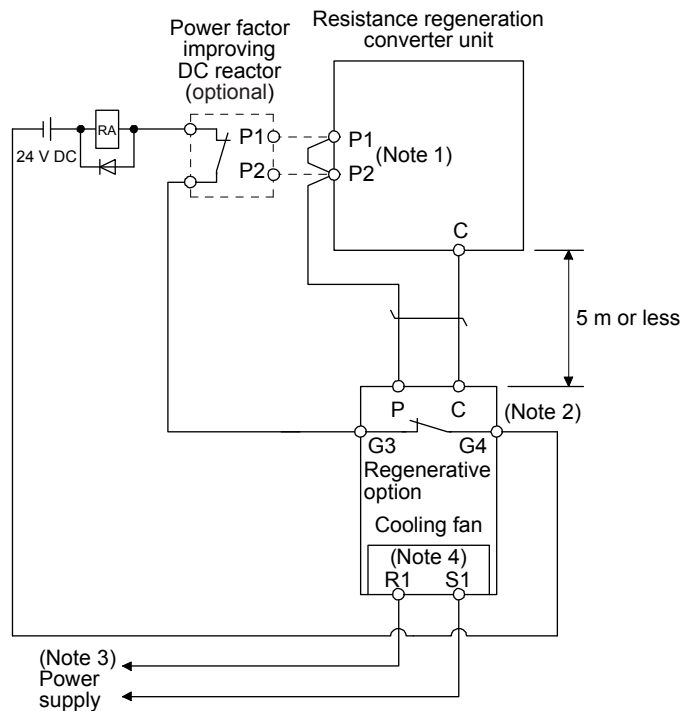 Power factor
improving
DC reactor
(optional)
Resistance regeneration
converter unit
RA
24 V DC
P1
P2
P1
P2
(Note 1)
C
5 m or less
P
C
(Note 2)
G3
G4
Regenerative
option
Cooling fan
(Note 4)
R1
S1
(Note 3)
Power
supply